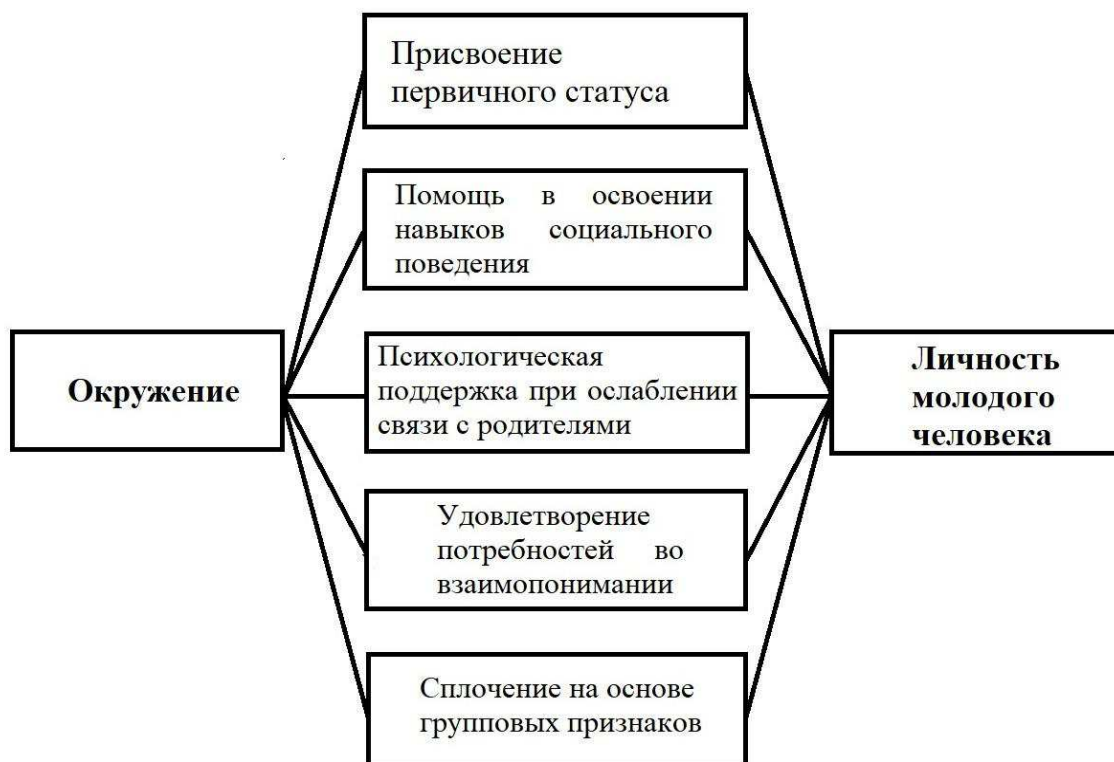 Присвоение
первичного статуса
Помощь в освоении
навыков социального
поведения
Окружение
Психологическая
поддержка при ослаблении
связи с родителями
Личность
молодого
человека
Удовлетворение
потребностей во
взаимопонимании
Сплочение на основе
групповых признаков